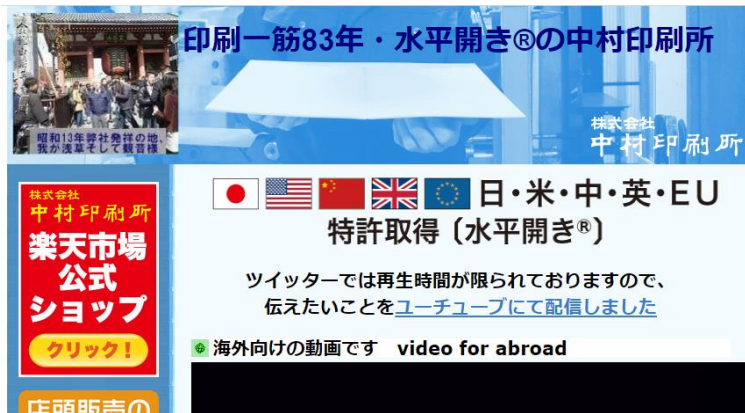 印刷一筋83年・水平開き®の中村印刷所
昭和13年弊社発祥の地、
我が浅草そして観音様
株式会社
中村印刷所
株式会社
中村印刷所
楽天市場
公式
ショップ
クリック！
店頭販売の
日・米・中・英・EU
特許取得〔水平開き®〕
ツイッターでは再生時間が限られておりますので、
伝えたいことをユーチューブにて配信しました
海外向けの動画です　video for abroad